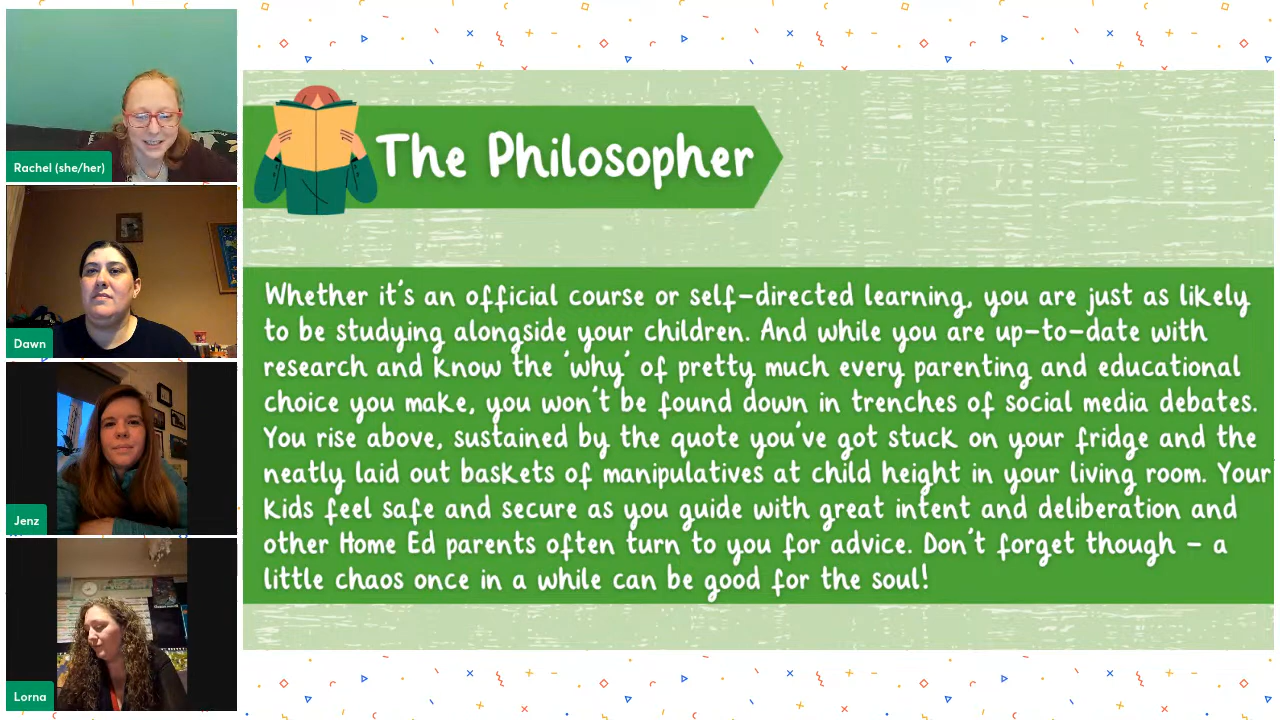 Rachel (she/her)
Dawn
Jenz
Lorna
The Philosopher
Whether it's an official course or self-directed learning, you are just as likely
to be studying alongside your children. And while you are up-to-date with
research and know the 'why' of pretty much every parenting and educational
choice you make, you won't be found down in trenches of social media debates.
You rise above, sustained by the quote you've got stuck on your fridge and the
neatly laid out baskets of manipulatives at child height in your living room. Your
kids feel safe and secure as you guide with great intent and deliberation and
other Home Ed parents often turn to you for advice. Don't forget though - a
little chaos once in a while can be good for the soul!